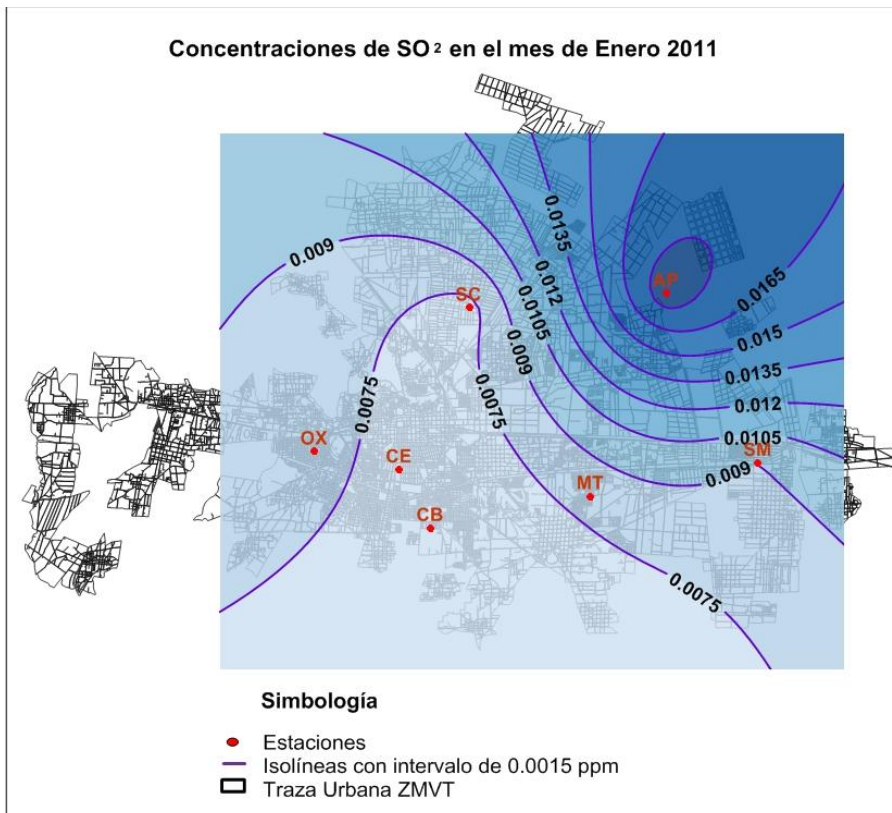 Concentraciones de SO2 en el mes de Enero 2011
0.0135
0.009
0.012
AP
0.0165
SC
0.0105
0.015
0.009
0.0135
0.0075
0.0075
0.012
OX
0.0105
CE
SM
0.009
MT
CB
0.0075
Simbología
Estaciones
Isolíneas con intervalo de 0.0015 ppm
Traza Urbana ZMVT